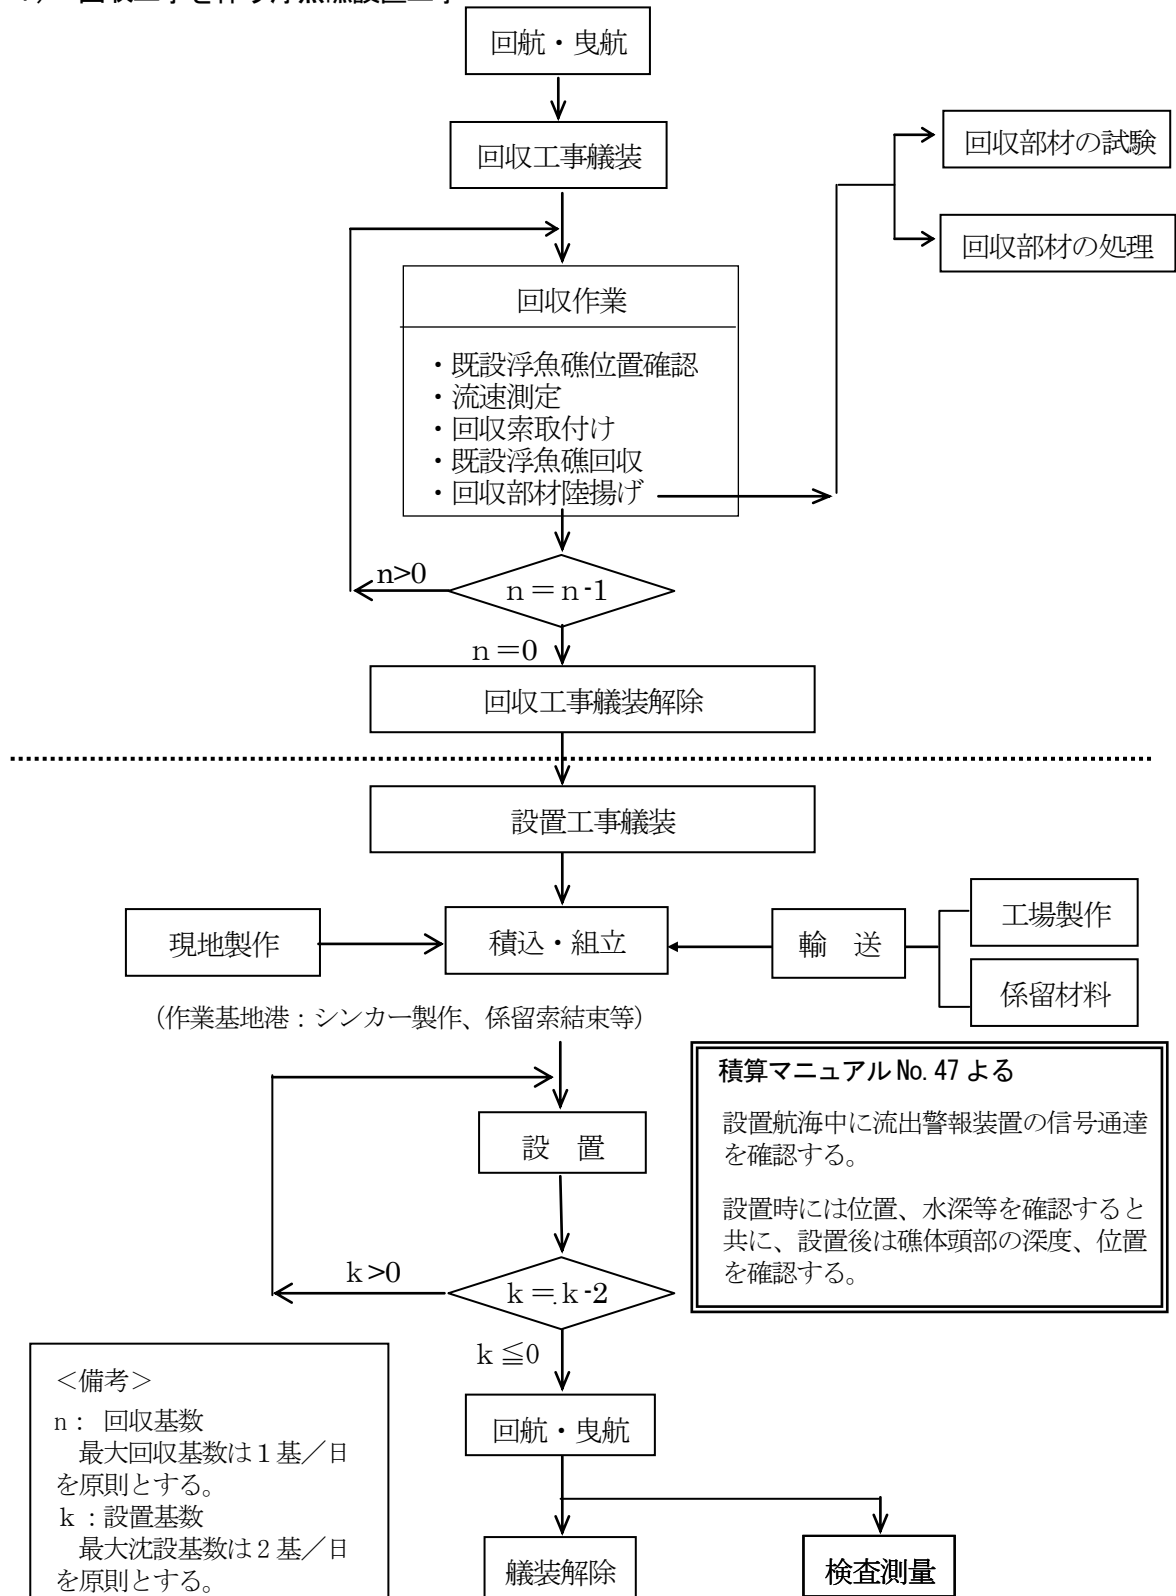 回航・曳航
回収工事艤装
回収部材の試験
回収部材の処理
回収作業
・既設浮魚礁位置確認
・流速測定
・回収索取付け
・既設浮魚礁回収
・回収部材陸揚げ
n>0
n＝n-1
n＝0
回収工事艤装解除
設置工事艤装
現地製作
積込・組立
輸　送
工場製作
係留材料
（作業基地港：シンカー製作、係留索結束等）
積算マニュアルNo. 47 よる
設置航海中に流出警報装置の信号通達
を確認する。
設置時には位置、水深等を確認すると
共に、設置後は礁体頭部の深度、位置
を確認する。
設　置
k>0
k＝.k-2
k≦0
回航・曳航
＜備考＞
n： 回収基数
最大回収基数は１基／日
を原則とする。
k：設置基数
最大沈設基数は２基／日
を原則とする。
艤装解除
検査測量